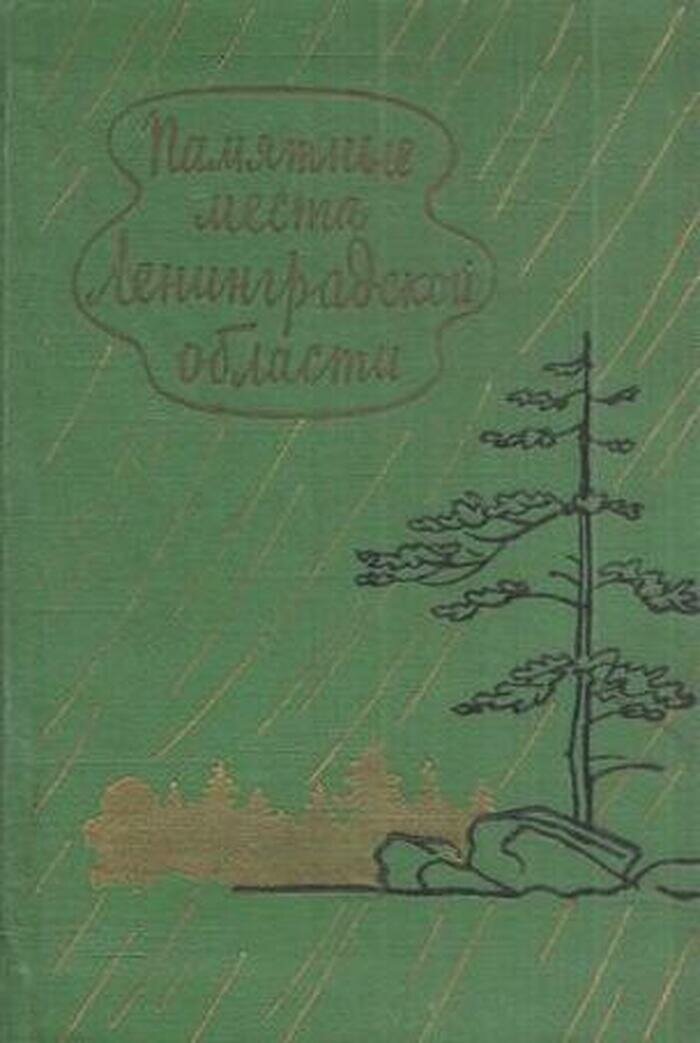 Памятные
места
Ленинградской
области